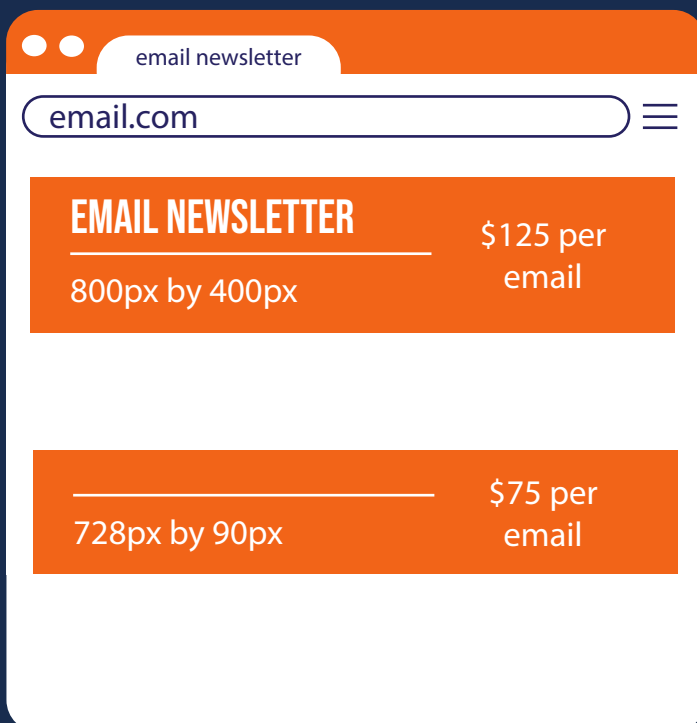 email newsletter
email.com
EMAIL NEWSLETTER
800px by 400px
$125 per
email
728px by 90px
$75 per
email